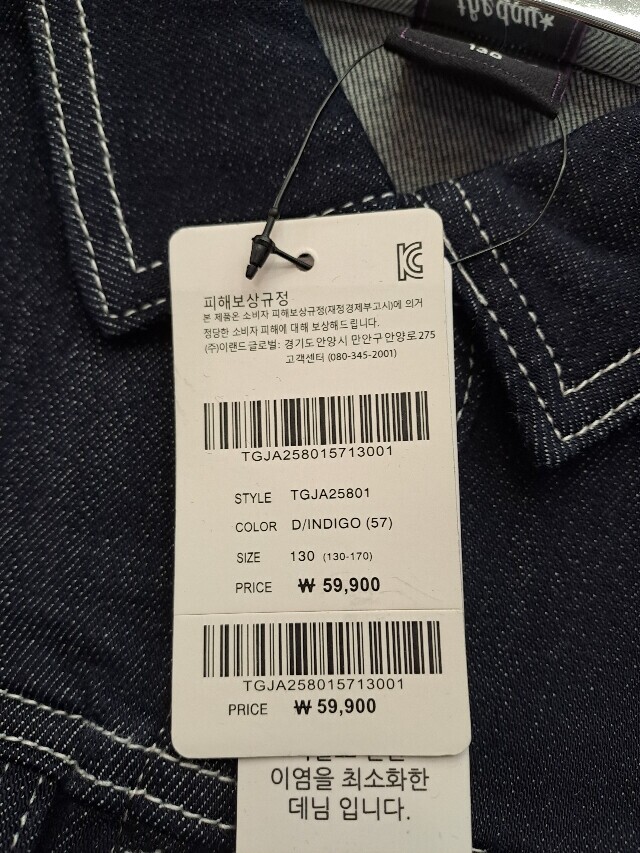 theday*
130
KC
피해보상규정
본 제품은 소비자 피해보상규정(재정경제부고시)에 의거
정당한 소비자 피해에 대해 보상해드립니다.
(주)이랜드글로벌: 경기도 안양시 만안구 안양로 275
고객센터 (080-345-2001)
TGJA258015713001
STYLE TGJA25801
COLOR D/INDIGO (57)
SIZE 130 (130-170)
PRICE ₩ 59,900
TGJA258015713001
PRICE ₩ 59,900
이염을 최소화한
데님 입니다.